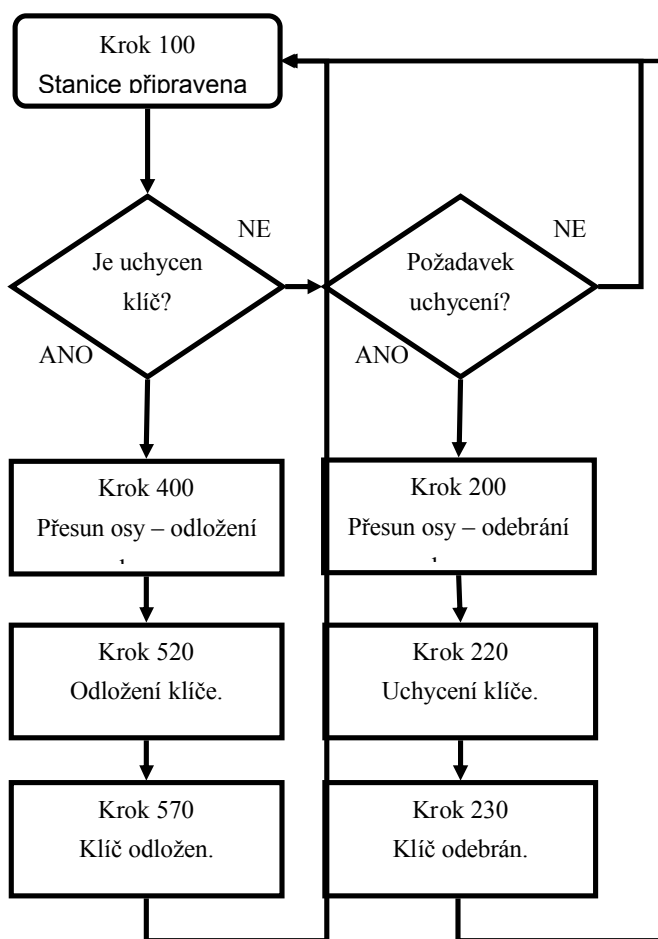 Krok 100
Stanice připravena
Je uchycen
klíč?
NE
ANO
Požadavek
uchycení?
NE
ANO
Krok 400
Přesun osy – odložení
Krok 200
Přesun osy – odebrání
Krok 520
Odložení klíče.
Krok 220
Uchycení klíče.
Krok 570
Klíč odložen.
Krok 230
Klíč odebrán.